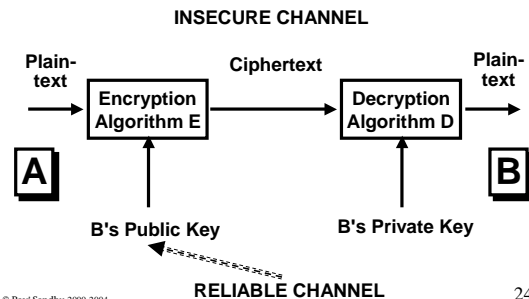 INSECURE CHANNEL
Plain-
text
Ciphertext
Plain-
text
Encryption
Algorithm E
Decryption
Algorithm D
A
B
B's Public Key
B's Private Key
RELIABLE CHANNEL
24